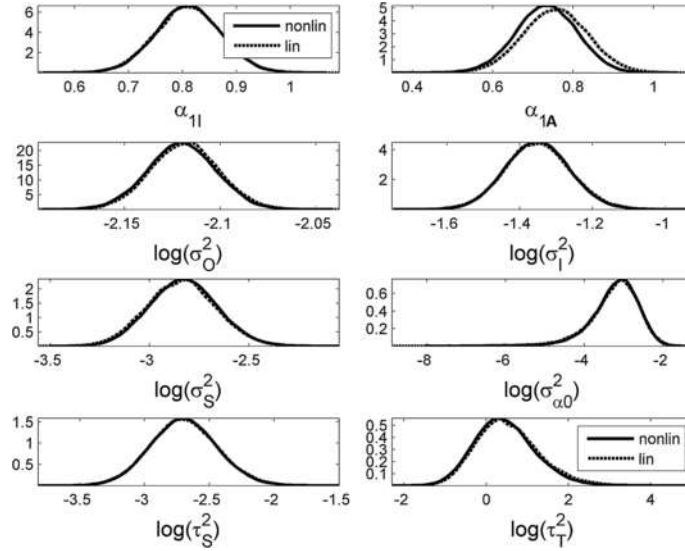 6
4
2
nonlin
lin
0.6 0.7 0.8 0.9 1
α1I
5
4
3
2
1
0.4 0.6 0.8 1
α1A
20
15
10
5
-2.15 -2.1 -2.05
log(σ²O)
4
2
-1.6 -1.4 -1.2 -1
log(σ²I)
2
1.5
1
0.5
-3.5 -3 -2.5
log(σ²S)
0.6
0.4
0.2
-8 -6 -4 -2
log(σ²α0)
1.5
1
0.5
-3.5 -3 -2.5 -2 -1.5
log(τ²S)
0.5
0.4
0.3
0.2
0.1
nonlin
lin
-2 0 2 4
log(τ²T)